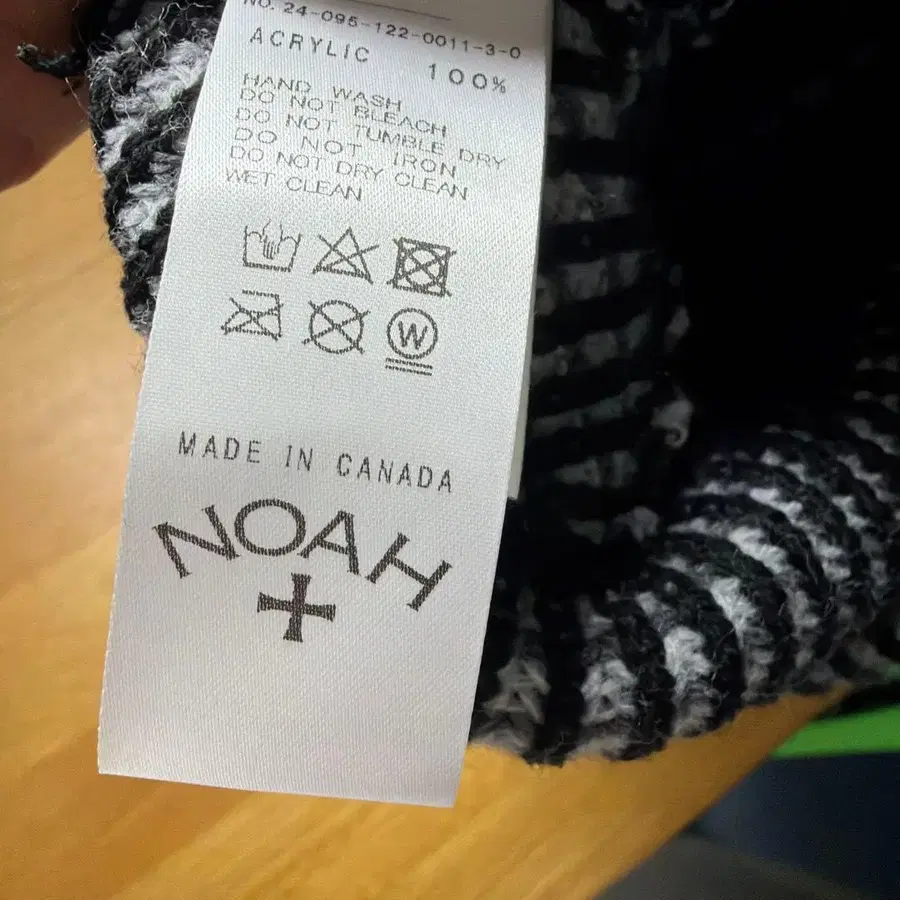 NO. 24-095-122-0011-3-0
ACRYLIC 100%
HAND WASH
DO NOT BLEACH
DO NOT TUMBLE DRY
DO NOT IRON
DO NOT DRY CLEAN
WET CLEAN
W
MADE IN CANADA
NOAH